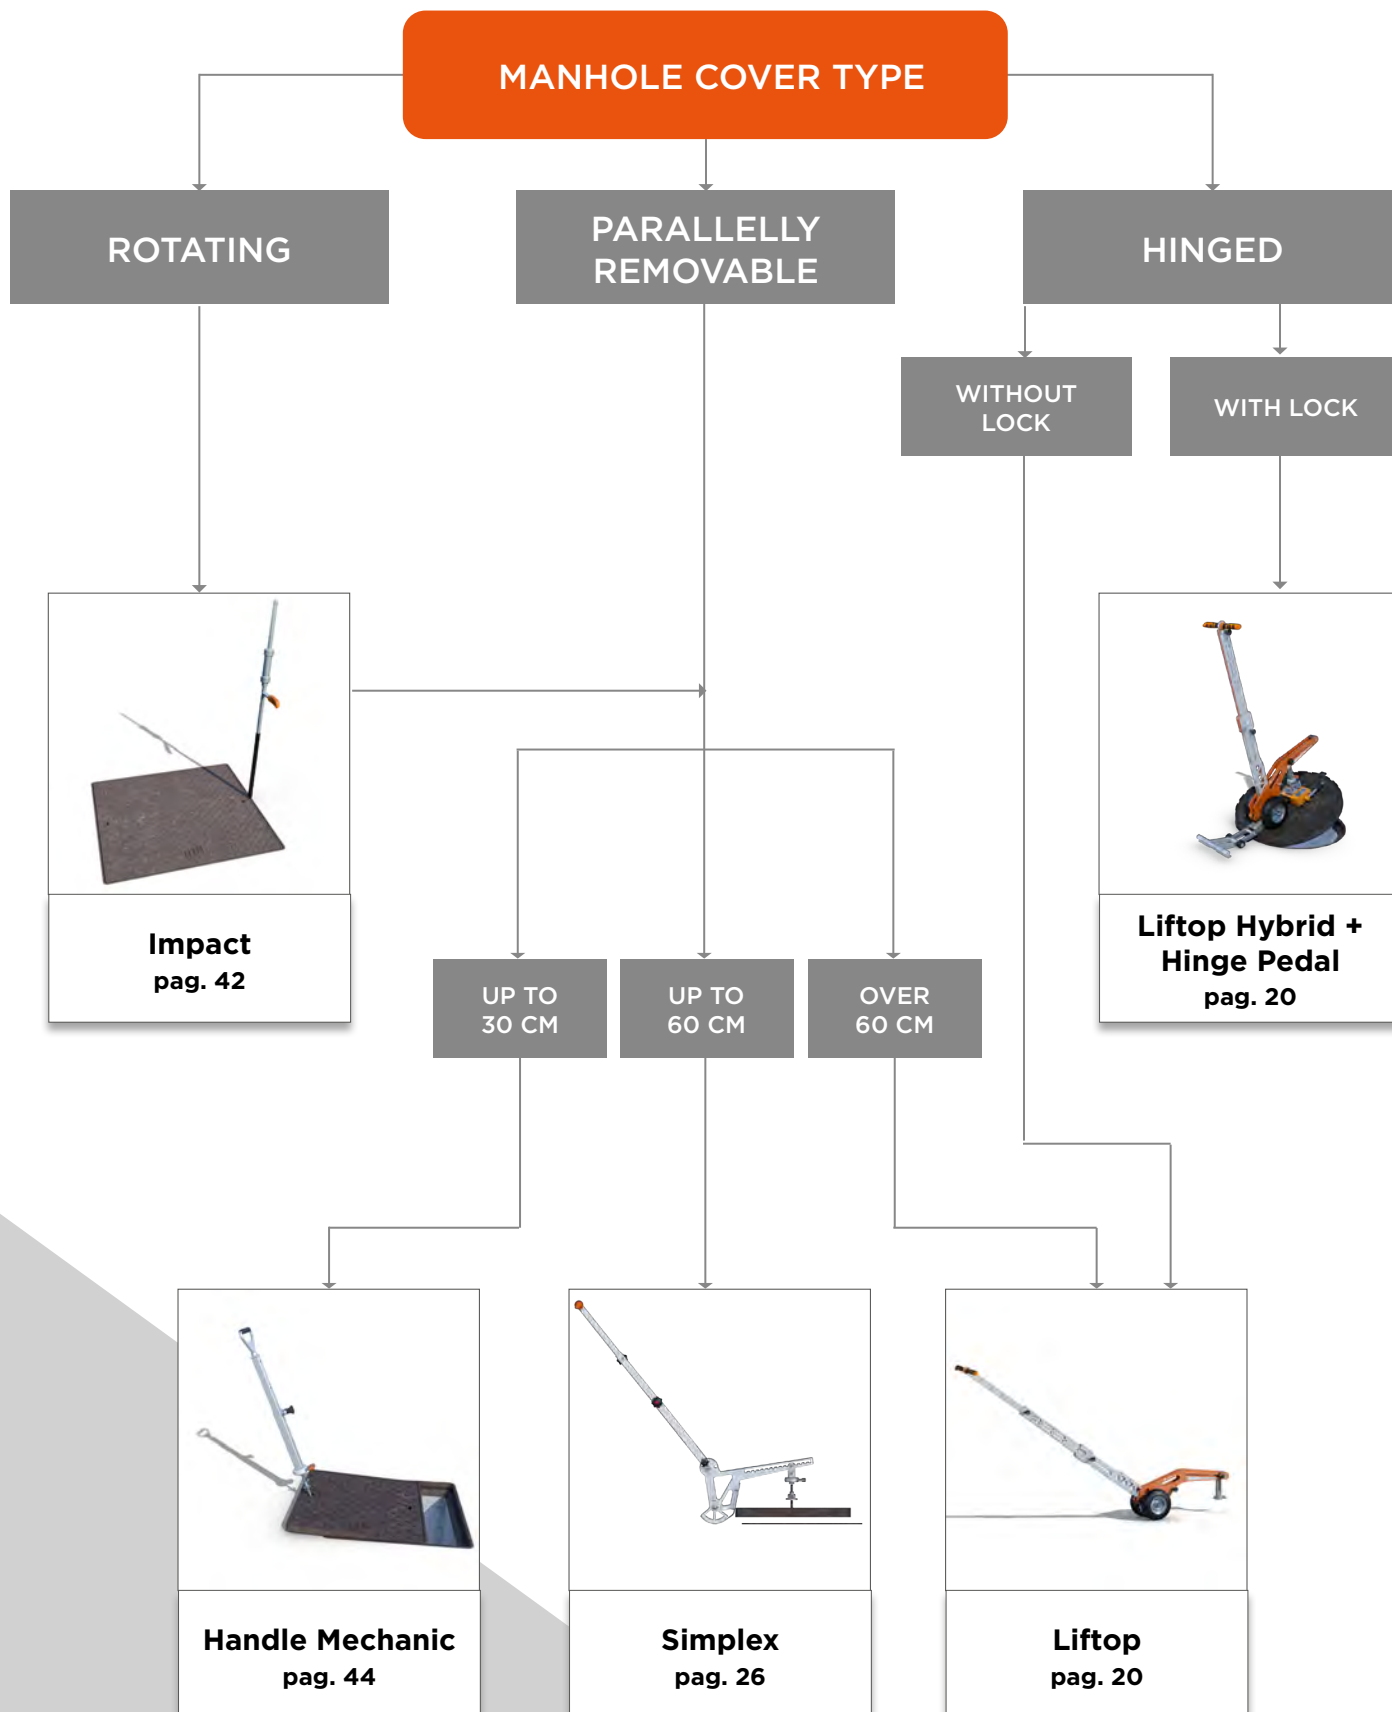 MANHOLE COVER TYPE
ROTATING
PARALLELLY
REMOVABLE
HINGED
WITHOUT
LOCK
WITH LOCK
Impact
pag. 42
Liftop Hybrid +
Hinge Pedal
pag. 20
UP TO
30 CM
UP TO
60 CM
OVER
60 CM
Handle Mechanic
pag. 44
Simplex
pag. 26
Liftop
pag. 20